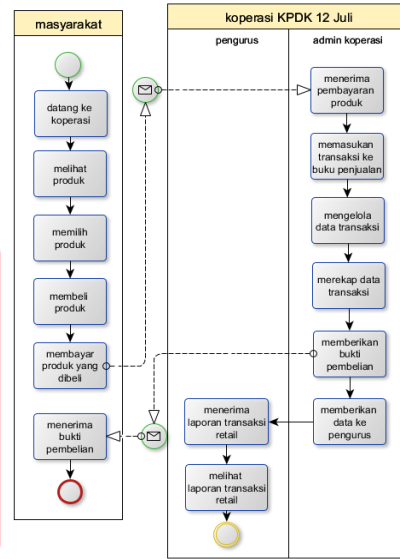 masyarakat
datang ke
koperasi
melihat
produk
memilih
produk
membeli
produk
membayar
produk yang
dibeli
menerima
bukti
pembelian
koperasi KPDK 12 Juli
pengurus
admin koperasi
menerima
pembayaran
produk
memasukan
transaksi ke
buku penjualan
mengelola
data transaksi
merekap data
transaksi
memberikan
bukti
pembelian
memberikan
data ke
pengurus
menerima
laporan transaksi
retail
melihat
laporan transaksi
retail